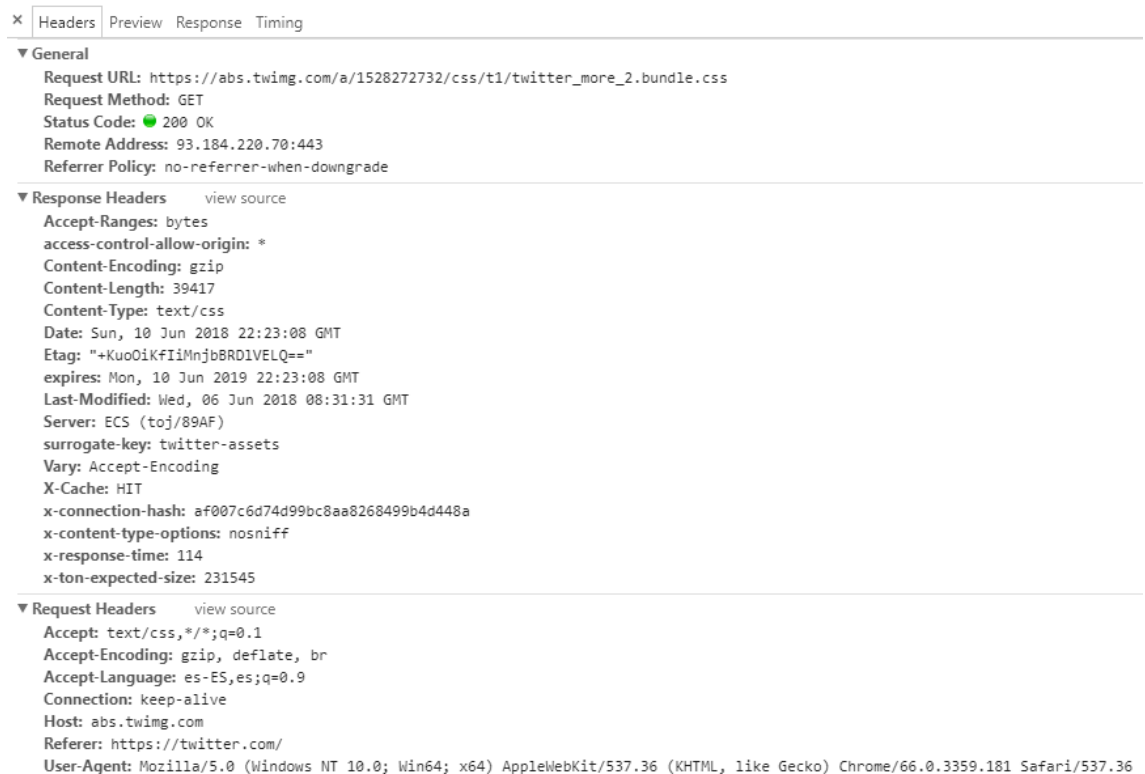 × Headers Preview Response Timing
▼ General
Request URL: https://abs.twimg.com/a/1528272732/css/t1/twitter_more_2.bundle.css
Request Method: GET
Status Code: 200 OK
Remote Address: 93.184.220.70:443
Referrer Policy: no-referrer-when-downgrade
▼ Response Headers view source
Accept-Ranges: bytes
access-control-allow-origin: *
Content-Encoding: gzip
Content-Length: 39417
Content-Type: text/css
Date: Sun, 10 Jun 2018 22:23:08 GMT
Etag: "+KuoOiKfIiMnjbBRDlVELQ=="
expires: Mon, 10 Jun 2019 22:23:08 GMT
Last-Modified: Wed, 06 Jun 2018 08:31:31 GMT
Server: ECS (toj/89AF)
surrogate-key: twitter-assets
Vary: Accept-Encoding
X-Cache: HIT
x-connection-hash: af007c6d74d99bc8aa8268499b4d448a
x-content-type-options: nosniff
x-response-time: 114
x-ton-expected-size: 231545
▼ Request Headers view source
Accept: text/css,*/*;q=0.1
Accept-Encoding: gzip, deflate, br
Accept-Language: es-ES,es;q=0.9
Connection: keep-alive
Host: abs.twimg.com
Referer: https://twitter.com/
User-Agent: Mozilla/5.0 (Windows NT 10.0; Win64; x64) AppleWebKit/537.36 (KHTML, like Gecko) Chrome/66.0.3359.181 Safari/537.36